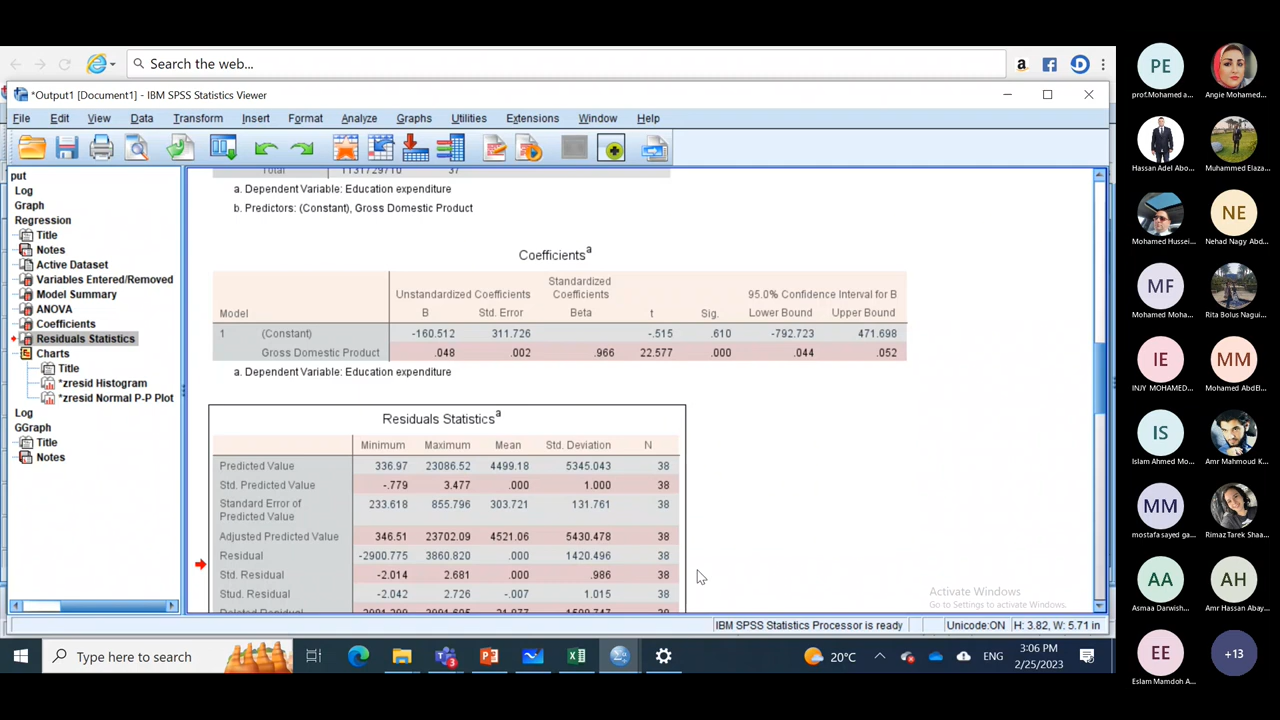 Search the web...
*Output1 [Document1] - IBM SPSS Statistics Viewer
File Edit View Data Transform Insert Format Analyze Graphs Utilities Extensions Window Help
put
Log
Graph
Regression
Title
Notes
Active Dataset
Variables Entered/Removed
Model Summary
ANOVA
Coefficients
Residuals Statistics
Charts
Title
*zresid Histogram
*zresid Normal P-P Plot
Log
GGraph
Title
Notes
Total 1131729710 37
a. Dependent Variable: Education expenditure
b. Predictors: (Constant), Gross Domestic Product
Coefficientsa
Unstandardized Coefficients Standardized Coefficients 95.0% Confidence Interval for B
Model B Std. Error Beta t Sig. Lower Bound Upper Bound
1 (Constant) -160.512 311.726 -.515 .610 -792.723 471.698
Gross Domestic Product .048 .002 .966 22.577 .000 .044 .052
a. Dependent Variable: Education expenditure
Residuals Statisticsa
Minimum Maximum Mean Std. Deviation N
Predicted Value 336.97 23086.52 4499.18 5345.043 38
Std. Predicted Value -.779 3.477 .000 1.000 38
Standard Error of Predicted Value 233.618 855.796 303.721 131.761 38
Adjusted Predicted Value 346.51 23702.09 4521.06 5430.478 38
Residual -2900.775 3860.820 .000 1420.496 38
Std. Residual -2.014 2.681 .000 .986 38
Stud. Residual -2.042 2.726 -.007 1.015 38
Deleted Residual
Activate Windows
Go to Settings to activate Windows.
IBM SPSS Statistics Processor is ready Unicode:ON H: 3.82, W: 5.71 in
Type here to search
20°C ENG
3:06 PM
2/25/2023
PE
prof.Mohamed a...
Angie Mohamed...
Hassan Adel Abo...
Muhammed Elaza...
Mohamed Hussei...
NE
Nehad Nagy Abd...
MF
Mohamed Moha...
Rita Bolus Nagui...
IE
INJY MOHAMED...
MM
Mohamed AbdEl...
IS
Islam Ahmed Mo...
Amr Mahmoud K...
MM
mostafa sayed ga...
Rimaz Tarek Shaa...
AA
Asmaa Darwish...
AH
Amr Hassan Abay...
EE
Eslam Mamdoh A...
+13